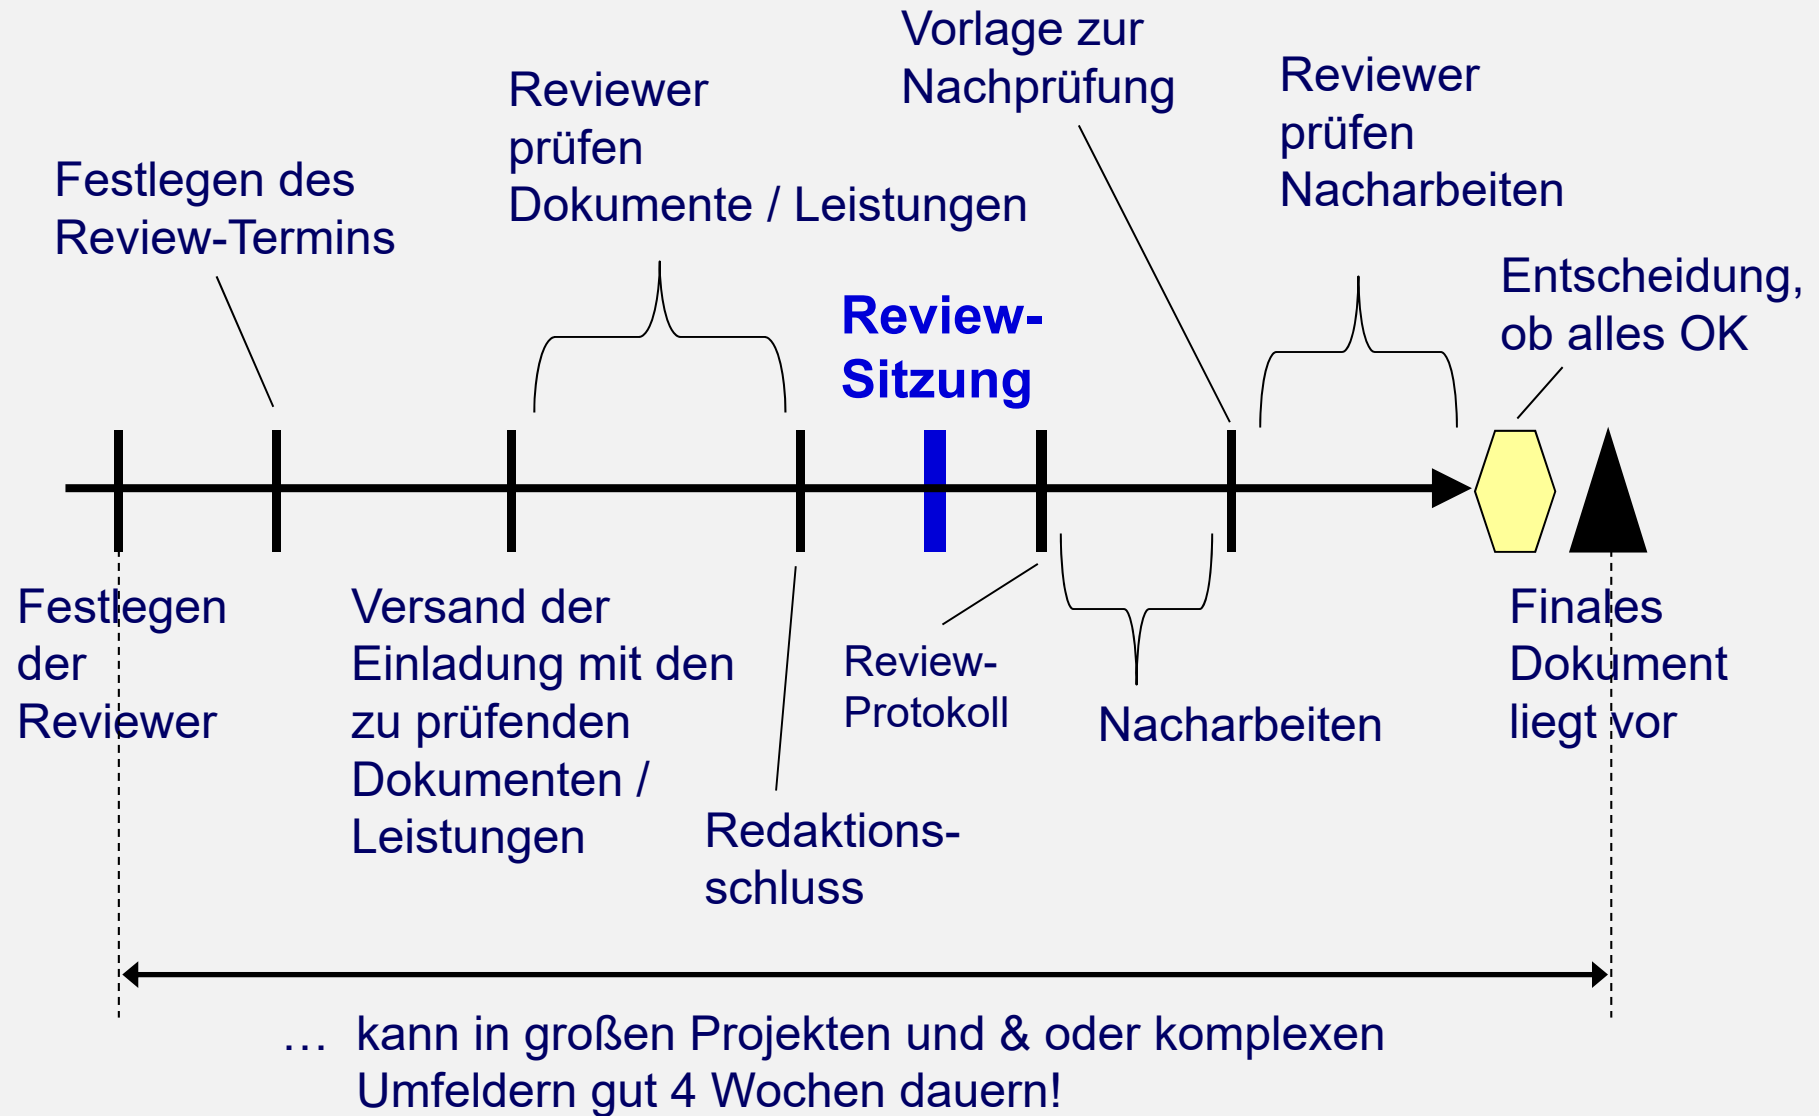 Vorlage zur
Nachprüfung
Reviewer
prüfen
Nacharbeiten
Reviewer
prüfen
Dokumente / Leistungen
Festlegen des
Review-Termins
Entscheidung,
ob alles OK
Review-
Sitzung
Festlegen
der
Reviewer
Versand der
Einladung mit den
zu prüfenden
Dokumenten /
Leistungen
Redaktions-
schluss
Review-
Protokoll
Nacharbeiten
Finales
Dokument
liegt vor
… kann in großen Projekten und & oder komplexen
Umfeldern gut 4 Wochen dauern!